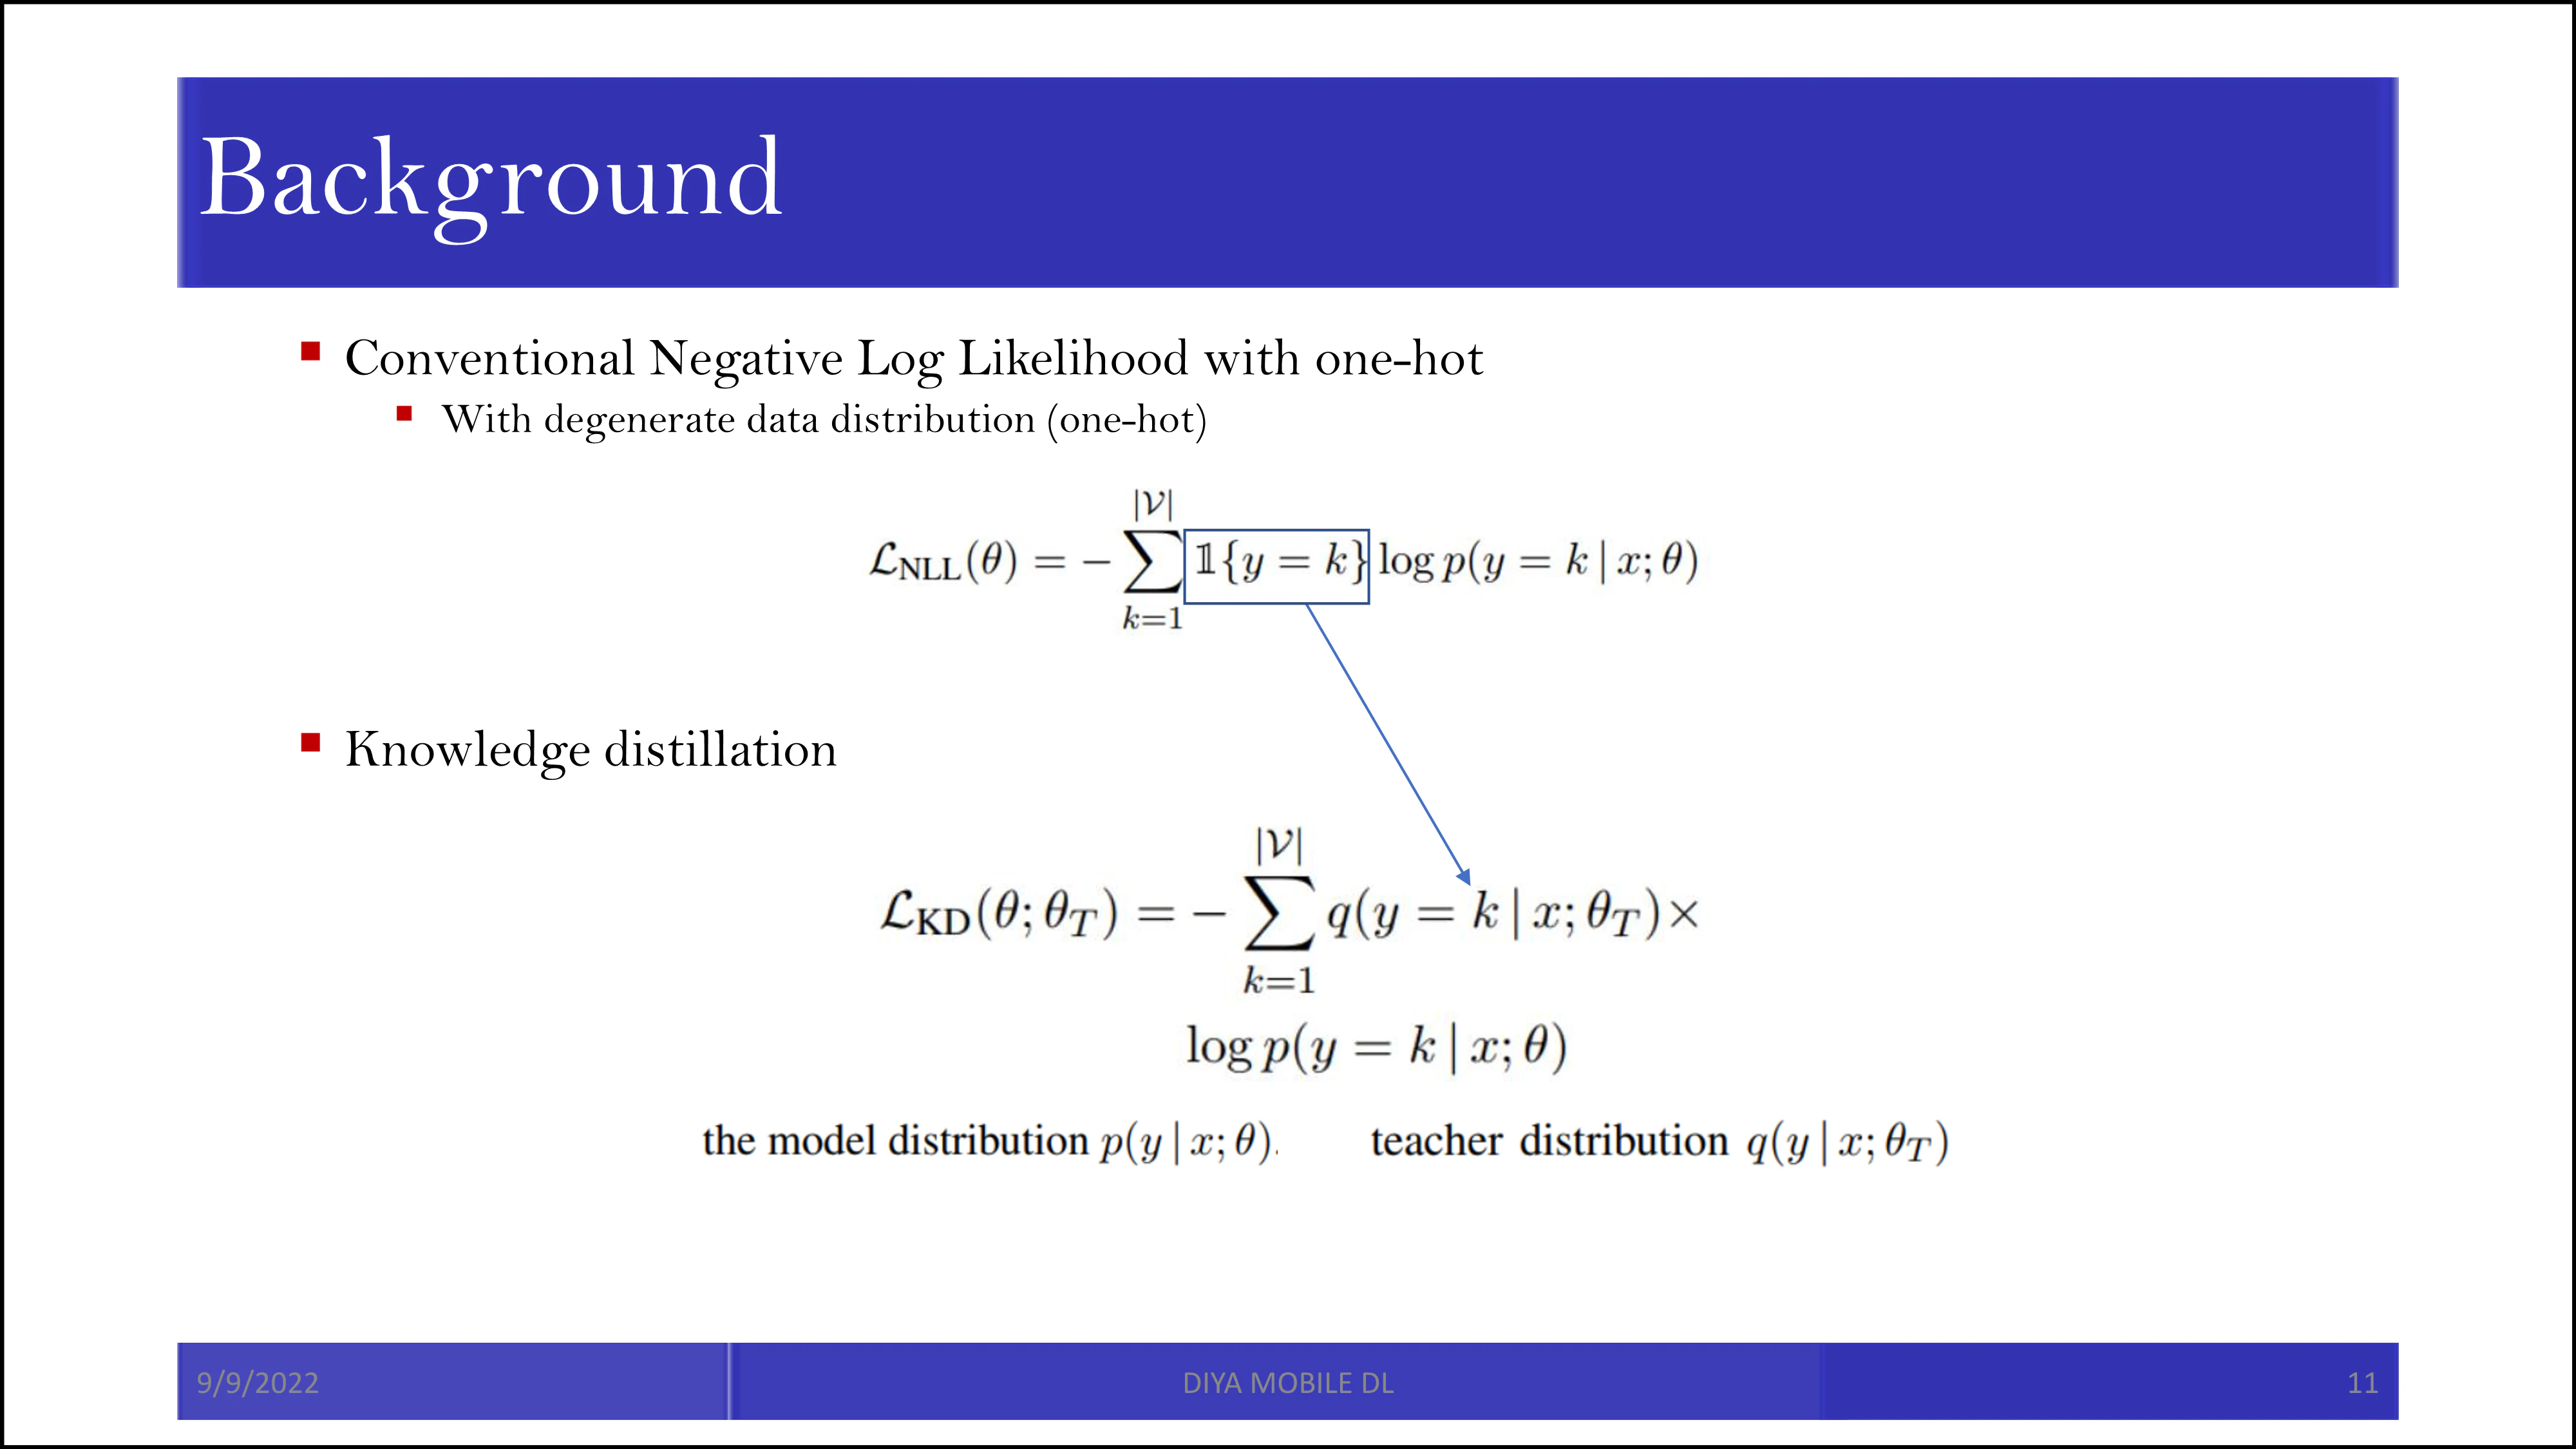 Background
Conventional Negative Log Likelihood with one-hot
With degenerate data distribution (one-hot)
|𝒱|
ℒNLL(θ) = − ∑ 𝟙{y = k} log p(y = k | x; θ)
k=1
Knowledge distillation
|𝒱|
ℒKD(θ; θT) = − ∑ q(y = k | x; θT)×
k=1
log p(y = k | x; θ)
the model distribution p(y | x; θ). teacher distribution q(y | x; θT)
9/9/2022 DIYA MOBILE DL 11